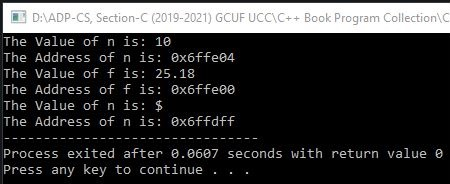 D:\ADP-CS, Section-C (2019-2021) GCUF UCC\C++ Book Program Collection\C
The Value of n is: 10
The Address of n is: 0x6ffe04
The Value of f is: 25.18
The Address of f is: 0x6ffe00
The Value of n is: $
The Address of n is: 0x6ffdff
--------------------------------
Process exited after 0.0607 seconds with return value 0
Press any key to continue . . .